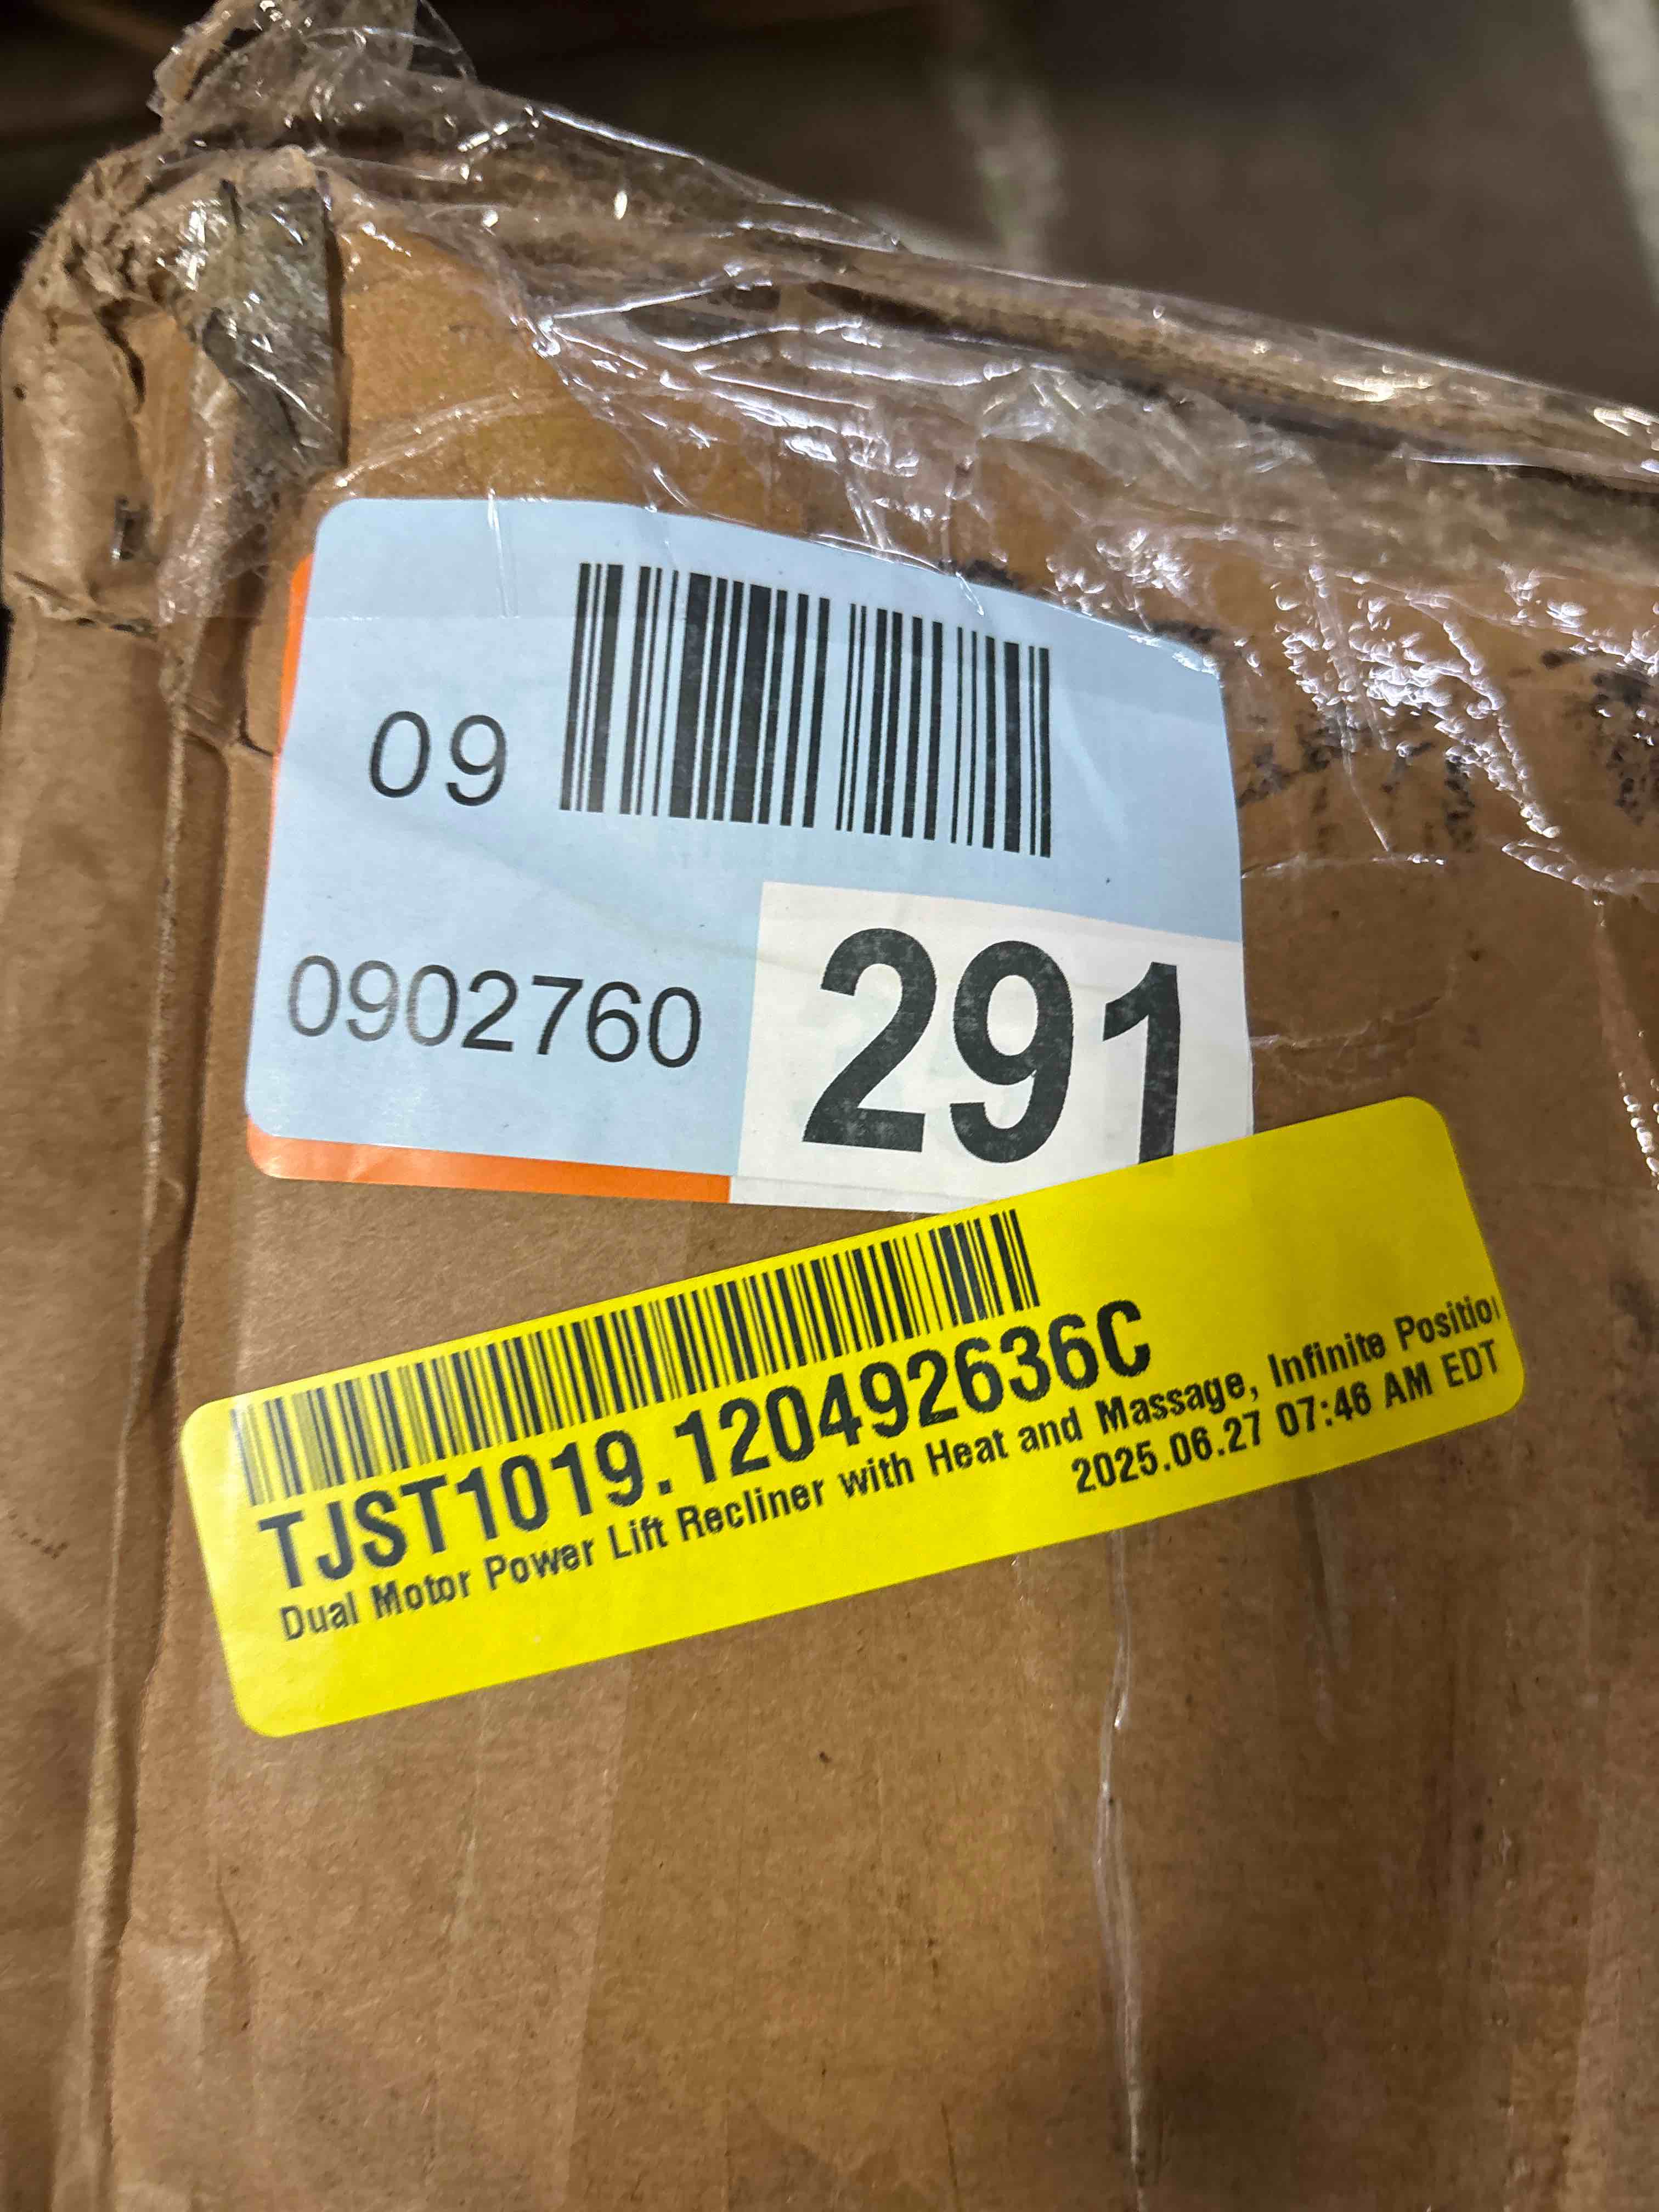 09
0902760
291
TJST1019.120492636C
Dual Motor Power Lift Recliner with Heat and Massage, Infinite Positio
2025.06.27 07:46 AM EDT